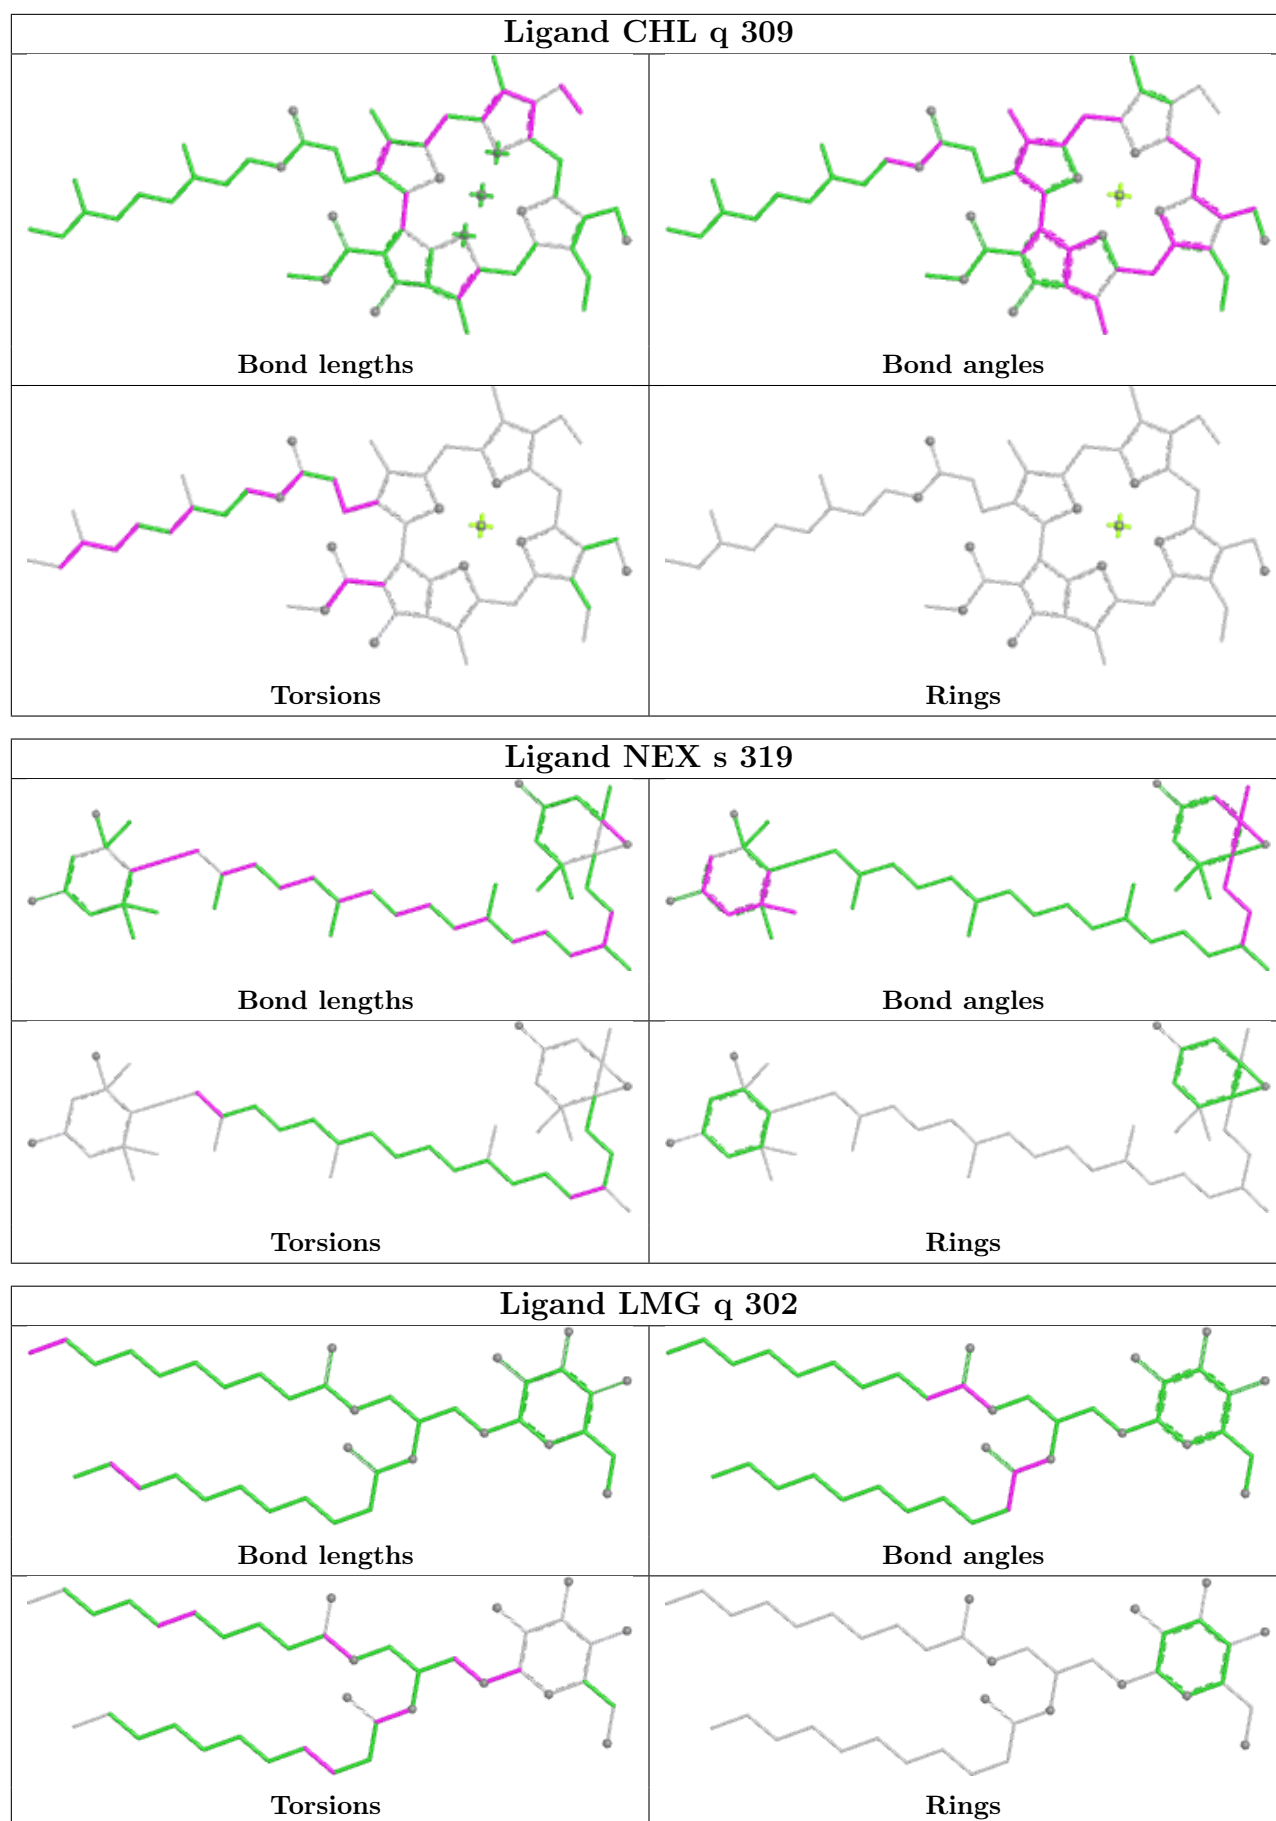 Ligand CHL q 309
Bond lengths
Bond angles
Torsions
Rings
Ligand NEX s 319
Bond lengths
Bond angles
Torsions
Rings
Ligand LMG q 302
Bond lengths
Bond angles
Torsions
Rings